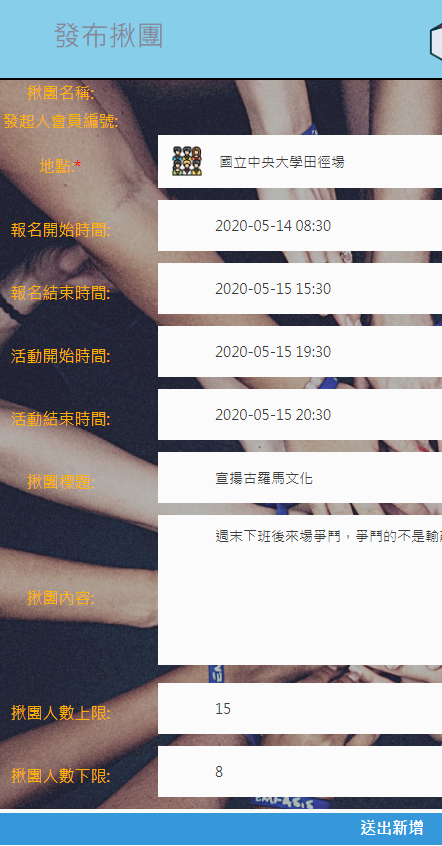 發布揪團
揪團名稱:
發起人會員編號:
地點:* 國立中央大學田徑場
報名開始時間: 2020-05-14 08:30
報名結束時間: 2020-05-15 15:30
活動開始時間: 2020-05-15 19:30
活動結束時間: 2020-05-15 20:30
揪團標題: 宣揚古羅馬文化
揪團內容: 週末下班後來場爭鬥，爭鬥的不是輸
揪團人數上限: 15
揪團人數下限: 8
送出新增